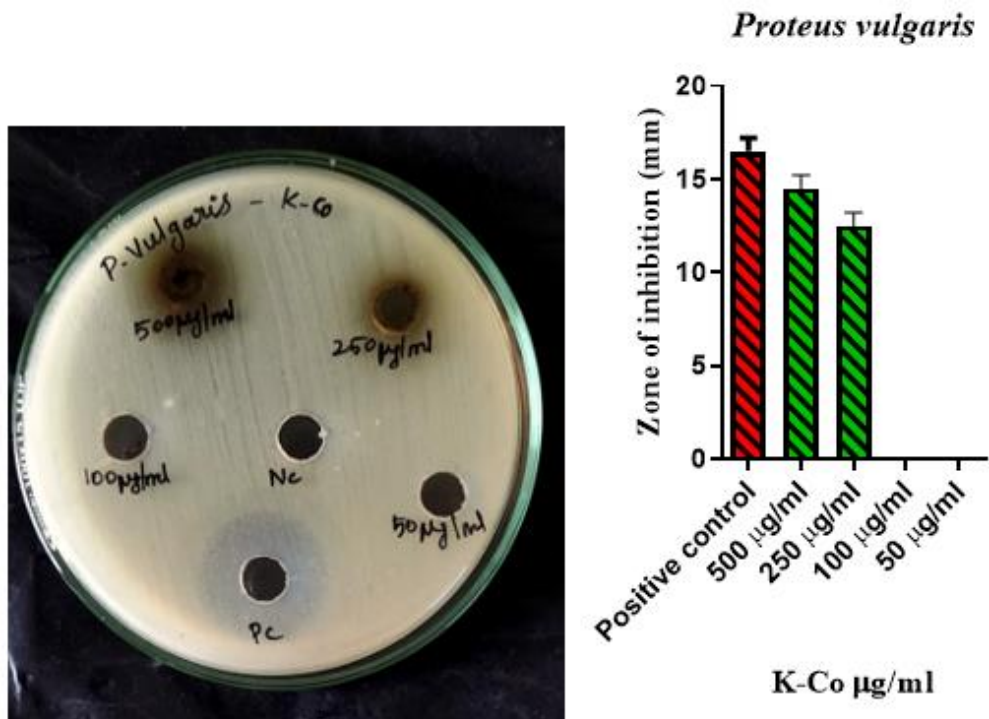 P-Vulgaris - K-Co
500µg/ml
250µg/ml
100µg/ml
NC
50µg/ml
PC
Proteus vulgaris
Zone of inhibition (mm)
20
15
10
5
0
Positive control
500 µg/ml
250 µg/ml
100 µg/ml
50 µg/ml
K-Co µg/ml